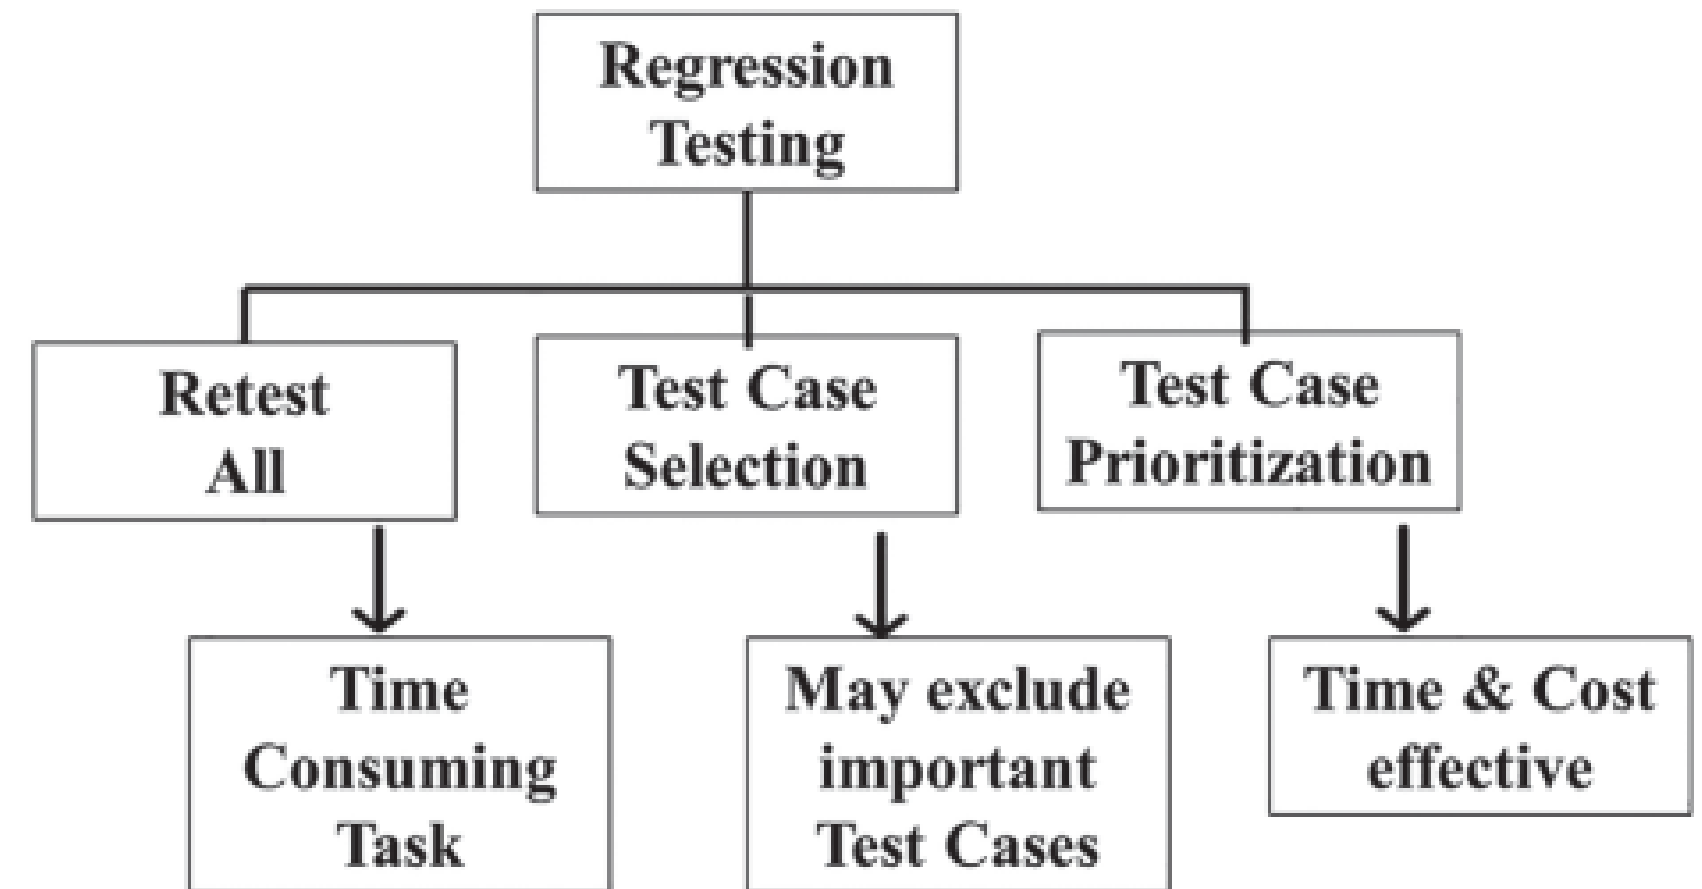 Regression
Testing
Retest
All
Test Case
Selection
Test Case
Prioritization
Time
Consuming
Task
May exclude
important
Test Cases
Time & Cost
effective